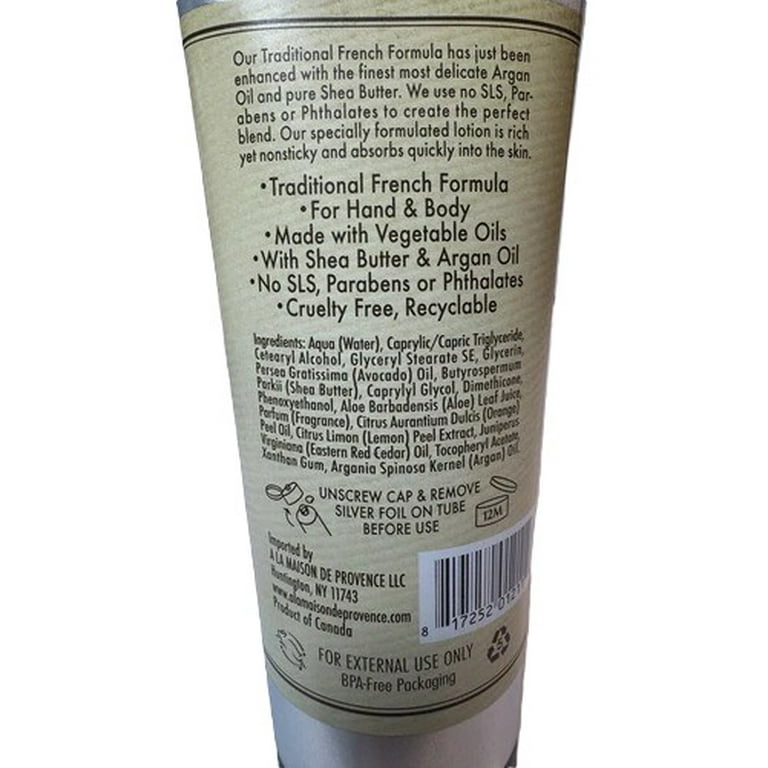 Our Traditional French Formula has just been
enhanced with the finest most delicate Argan
Oil and pure Shea Butter. We use no SLS, Par-
abens or Phthalates to create the perfect
blend. Our specially formulated lotion is rich
yet nonsticky and absorbs quickly into the skin.
•Traditional French Formula
•For Hand & Body
•Made with Vegetable Oils
•With Shea Butter & Argan Oil
•No SLS, Parabens or Phthalates
•Cruelty Free, Recyclable
Ingredients: Aqua (Water), Caprylic/Capric Triglyceride,
Cetearyl Alcohol, Glyceryl Stearate SE, Glycerin,
Persea Gratissima (Avocado) Oil, Butyrospermum
Parkii (Shea Butter), Caprylyl Glycol, Dimethicone,
Phenoxyethanol, Aloe Barbadensis (Aloe) Leaf Juice,
Parfum (Fragrance), Citrus Aurantium Dulcis (Orange)
Peel Oil, Citrus Limon (Lemon) Peel Extract, Juniperus
Virginiana (Eastern Red Cedar) Oil, Tocopheryl Acetate,
Xanthan Gum, Argania Spinosa Kernel (Argan) Oil.
UNSCREW CAP & REMOVE
SILVER FOIL ON TUBE
BEFORE USE
12M
Imported by
A LA MAISON DE PROVENCE LLC
Huntington, NY 11743
www.alamaisondeprovence.com
Product of Canada
8 17252 0121
FOR EXTERNAL USE ONLY
5
BPA-Free Packaging